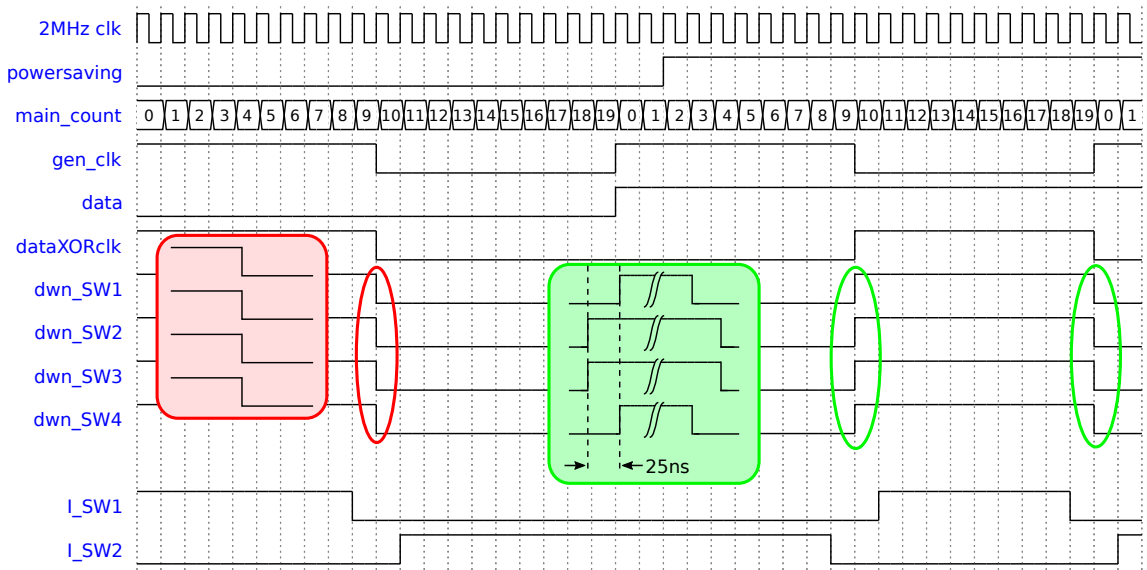 2MHz clk
powersaving
main_count 0 1 2 3 4 5 6 7 8 9 10 11 12 13 14 15 16 17 18 19 0 1 2 3 4 5 6 7 8 9 10 11 12 13 14 15 16 17 18 19 0 1
gen_clk
data
dataXORclk
dwn_SW1
dwn_SW2
dwn_SW3
dwn_SW4
25ns
I_SW1
I_SW2